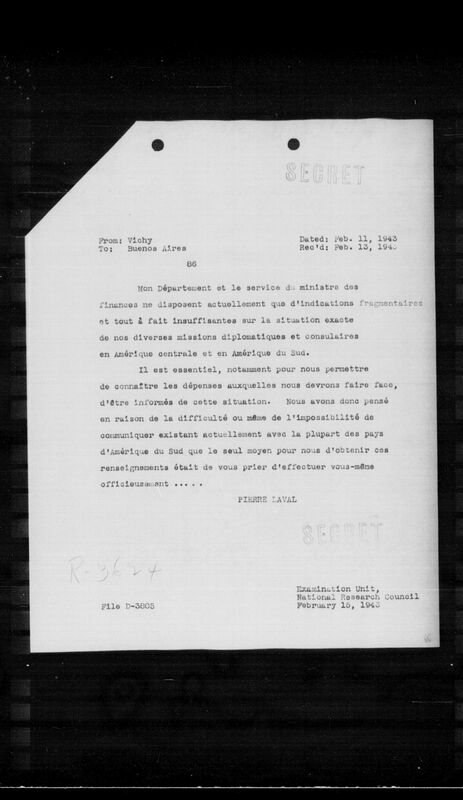 SECRET
From: Vichy
To: Buenos Aires
Dated: Feb. 11, 1943
Rec'd: Feb. 13, 1943
86
Mon Département et le service du ministre des
finances ne disposent actuellement que d'indications fragmentaires
et tout à fait insuffisantes sur la situation exacte
de nos diverses missions diplomatiques et consulaires
en Amérique centrale et en Amérique du Sud.
Il est essentiel, notamment pour nous permettre
de connaître les dépenses auxquelles nous devrons faire face,
d'être informés de cette situation. Nous avons donc pensé
en raison de la difficulté ou même de l'impossibilité de
communiquer existant actuellement avec la plupart des pays
d'Amérique du Sud que le seul moyen pour nous d'obtenir ces
renseignements était de vous prier d'effectuer vous-même
officieusement .....
PIERRE LAVAL
SECRET
R-3624
Examination Unit,
National Research Council
February 15, 1943
File D-3805